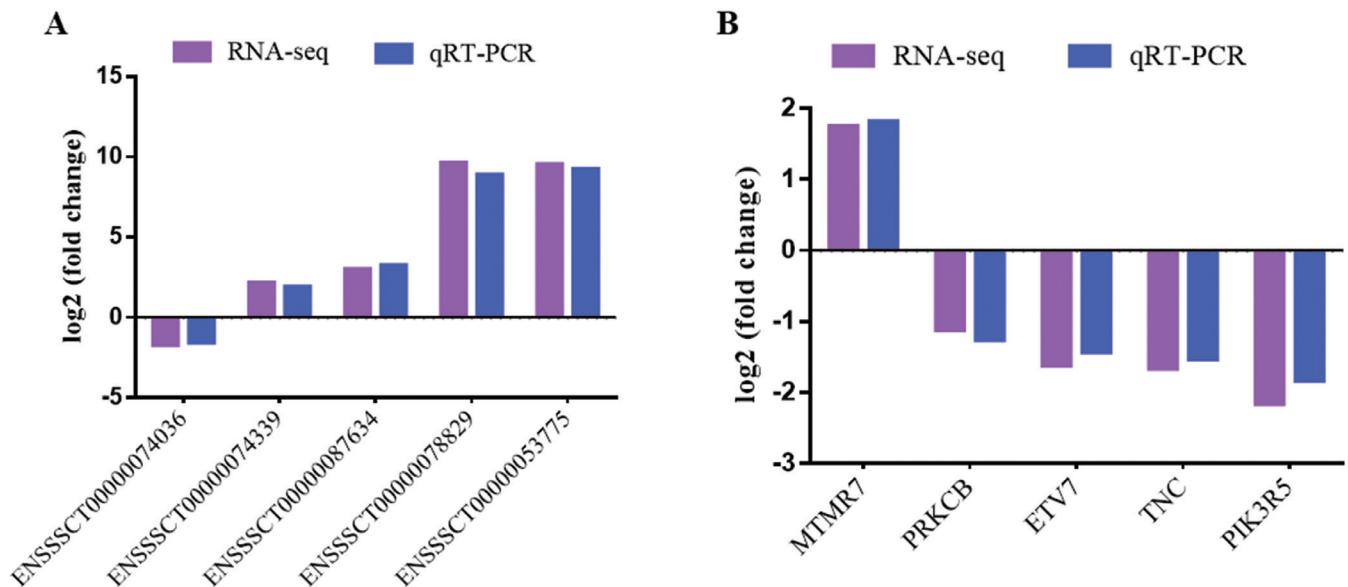 A
RNA-seq qRT-PCR
log2 (fold change)
15
10
5
0
-5
ENSSSCT00000074036
ENSSSCT00000074339
ENSSSCT00000087634
ENSSSCT00000078829
ENSSSCT00000053775
B
RNA-seq qRT-PCR
log2 (fold change)
2
1
0
-1
-2
-3
MTMR7
PRKCB
ETV7
TNC
PIK3R5